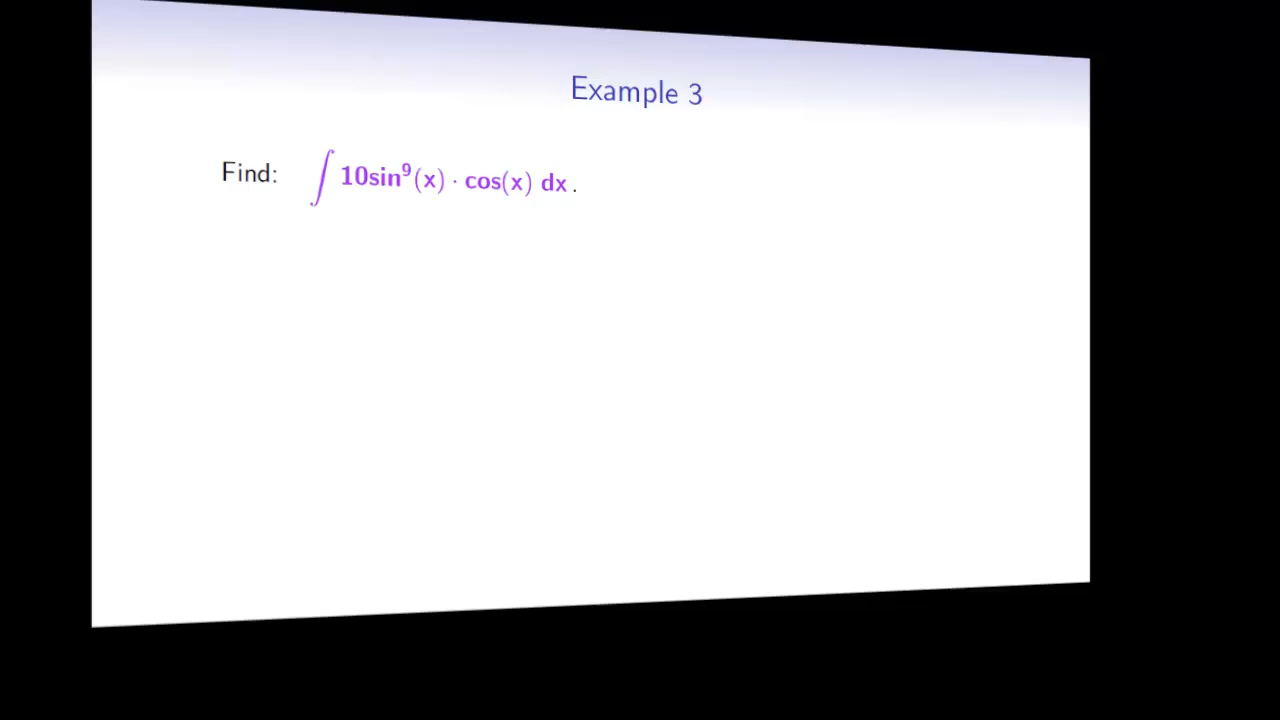 Example 3
Find: ∫ 10sin⁹(x) · cos(x) dx .